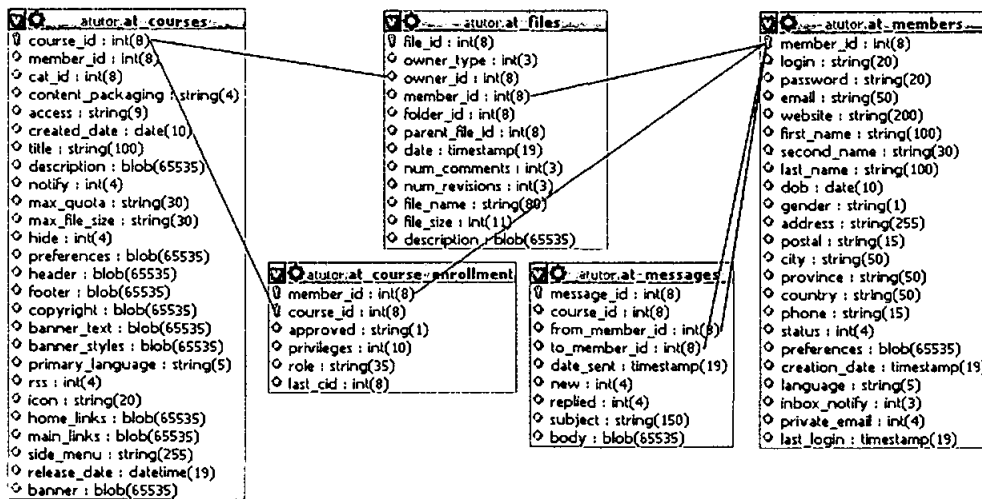 atutor.at_courses
course_id : int(8)
member_id : int(8)
cat_id : int(8)
content_packaging : string(4)
access : string(9)
created_date : date(10)
title : string(100)
description : blob(65535)
notify : int(4)
max_quota : string(30)
max_file_size : string(30)
hide : int(4)
preferences : blob(65535)
header : blob(65535)
footer : blob(65535)
copyright : blob(65535)
banner_text : blob(65535)
banner_styles : blob(65535)
primary_language : string(5)
rss : int(4)
icon : string(20)
home_links : blob(65535)
main_links : blob(65535)
side_menu : string(255)
release_date : datetime(19)
banner : blob(65535)
atutor.at_files
file_id : int(8)
owner_type : int(3)
owner_id : int(8)
member_id : int(8)
folder_id : int(8)
parent_file_id : int(8)
date : timestamp(19)
num_comments : int(3)
num_revisions : int(3)
file_name : string(80)
file_size : int(11)
description : blob(65535)
atutor.at_course_enrollment
member_id : int(8)
course_id : int(8)
approved : string(1)
privileges : int(10)
role : string(35)
last_cid : int(8)
atutor.at_messages
message_id : int(8)
course_id : int(8)
from_member_id : int(8)
to_member_id : int(8)
date_sent : timestamp(19)
new : int(4)
replied : int(4)
subject : string(150)
body : blob(65535)
atutor.at_members
member_id : int(8)
login : string(20)
password : string(20)
email : string(50)
website : string(200)
first_name : string(100)
second_name : string(30)
last_name : string(100)
dob : date(10)
gender : string(1)
address : string(255)
postal : string(15)
city : string(50)
province : string(50)
country : string(50)
phone : string(15)
status : int(4)
preferences : blob(65535)
creation_date : timestamp(19)
language : string(5)
inbox_notify : int(3)
private_email : int(4)
last_login : timestamp(19)